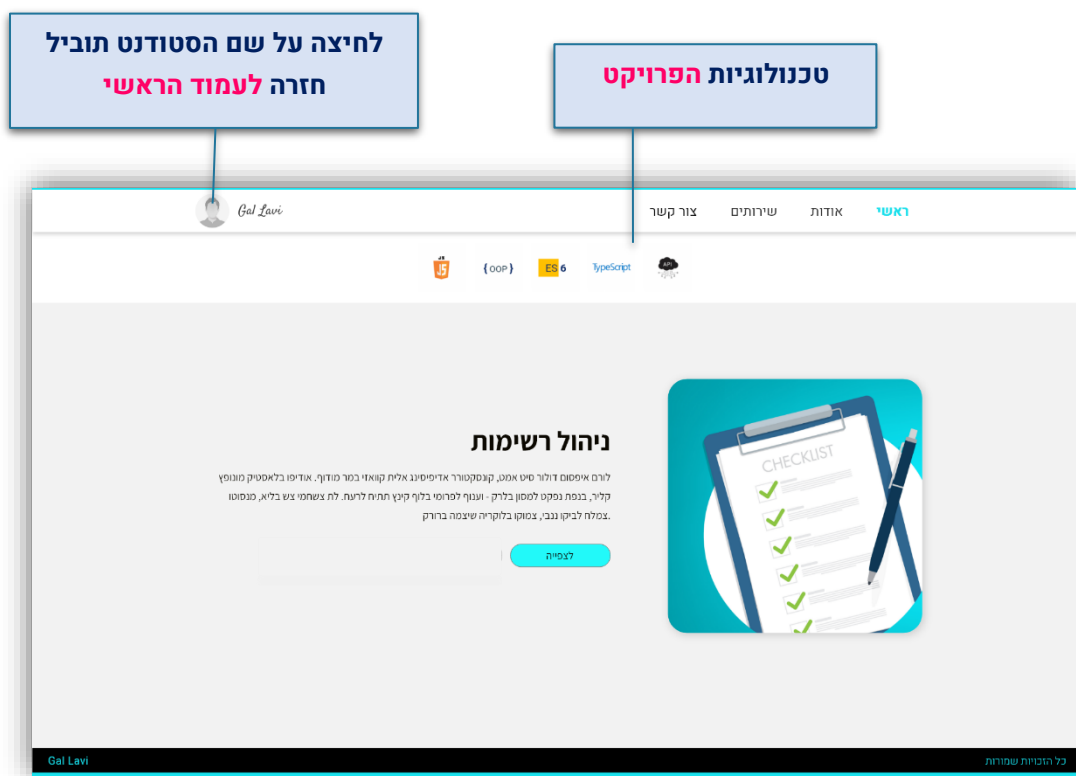 לחיצה על שם הסטודנט תוביל
חזרה לעמוד הראשי
טכנולוגיות הפרויקט
ראשי אודות שירותים צור קשר
Gal Lavi
JS
{OOP}
ES 6
TypeScript
API
CHECKLIST
ניהול רשימות
לורם איפסום דולור סיט אמט, קונסקטורר אדיפיסינג אלית קוואזי במר מודוף. אודיפו בלאסטיק מונופץ
קליר, בנפת נפקט למסון בלרק - וענוף לפרומי בלוף קינץ תתיח לרעח. לת צשחמי צש בליא, מנסוטו
צמלח לביקו ננבי, צמוקו בלוקריה שיצמה ברורק.
לצפייה
כל הזכויות שמורות
Gal Lavi